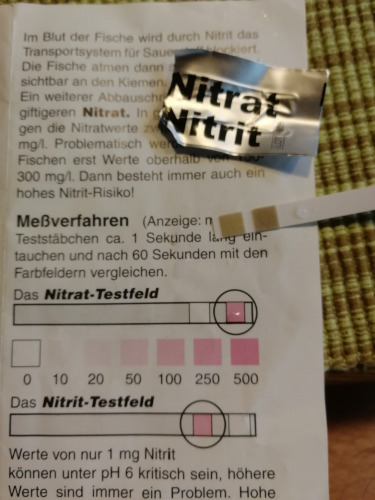 Im Blut der Fische wird durch Nitrit das
Transportsystem für blockiert.
Die Fische atmen dann
sichtbar an den Kiemen.
Ein weiterer
giftigeren Nitrat. In
gen die Nitratwerte
mg/l. Problematisch
Fischen erst Werte oberhalb
300 mg/l. Dann besteht immer auch ein
hohes Nitrit-Risiko!
Nitrat
Nitrit
Meßverfahren (Anzeige:
Teststäbchen ca. 1 Sekunde lang ein-
tauchen und nach 60 Sekunden mit den
Farbfeldern vergleichen.
Das Nitrat-Testfeld
0 10 20 50 100 250 500
Das Nitrit-Testfeld
Werte von nur 1 mg Nitrit
können unter pH 6 kritisch sein, höhere
Werte sind immer ein Problem. Hohe